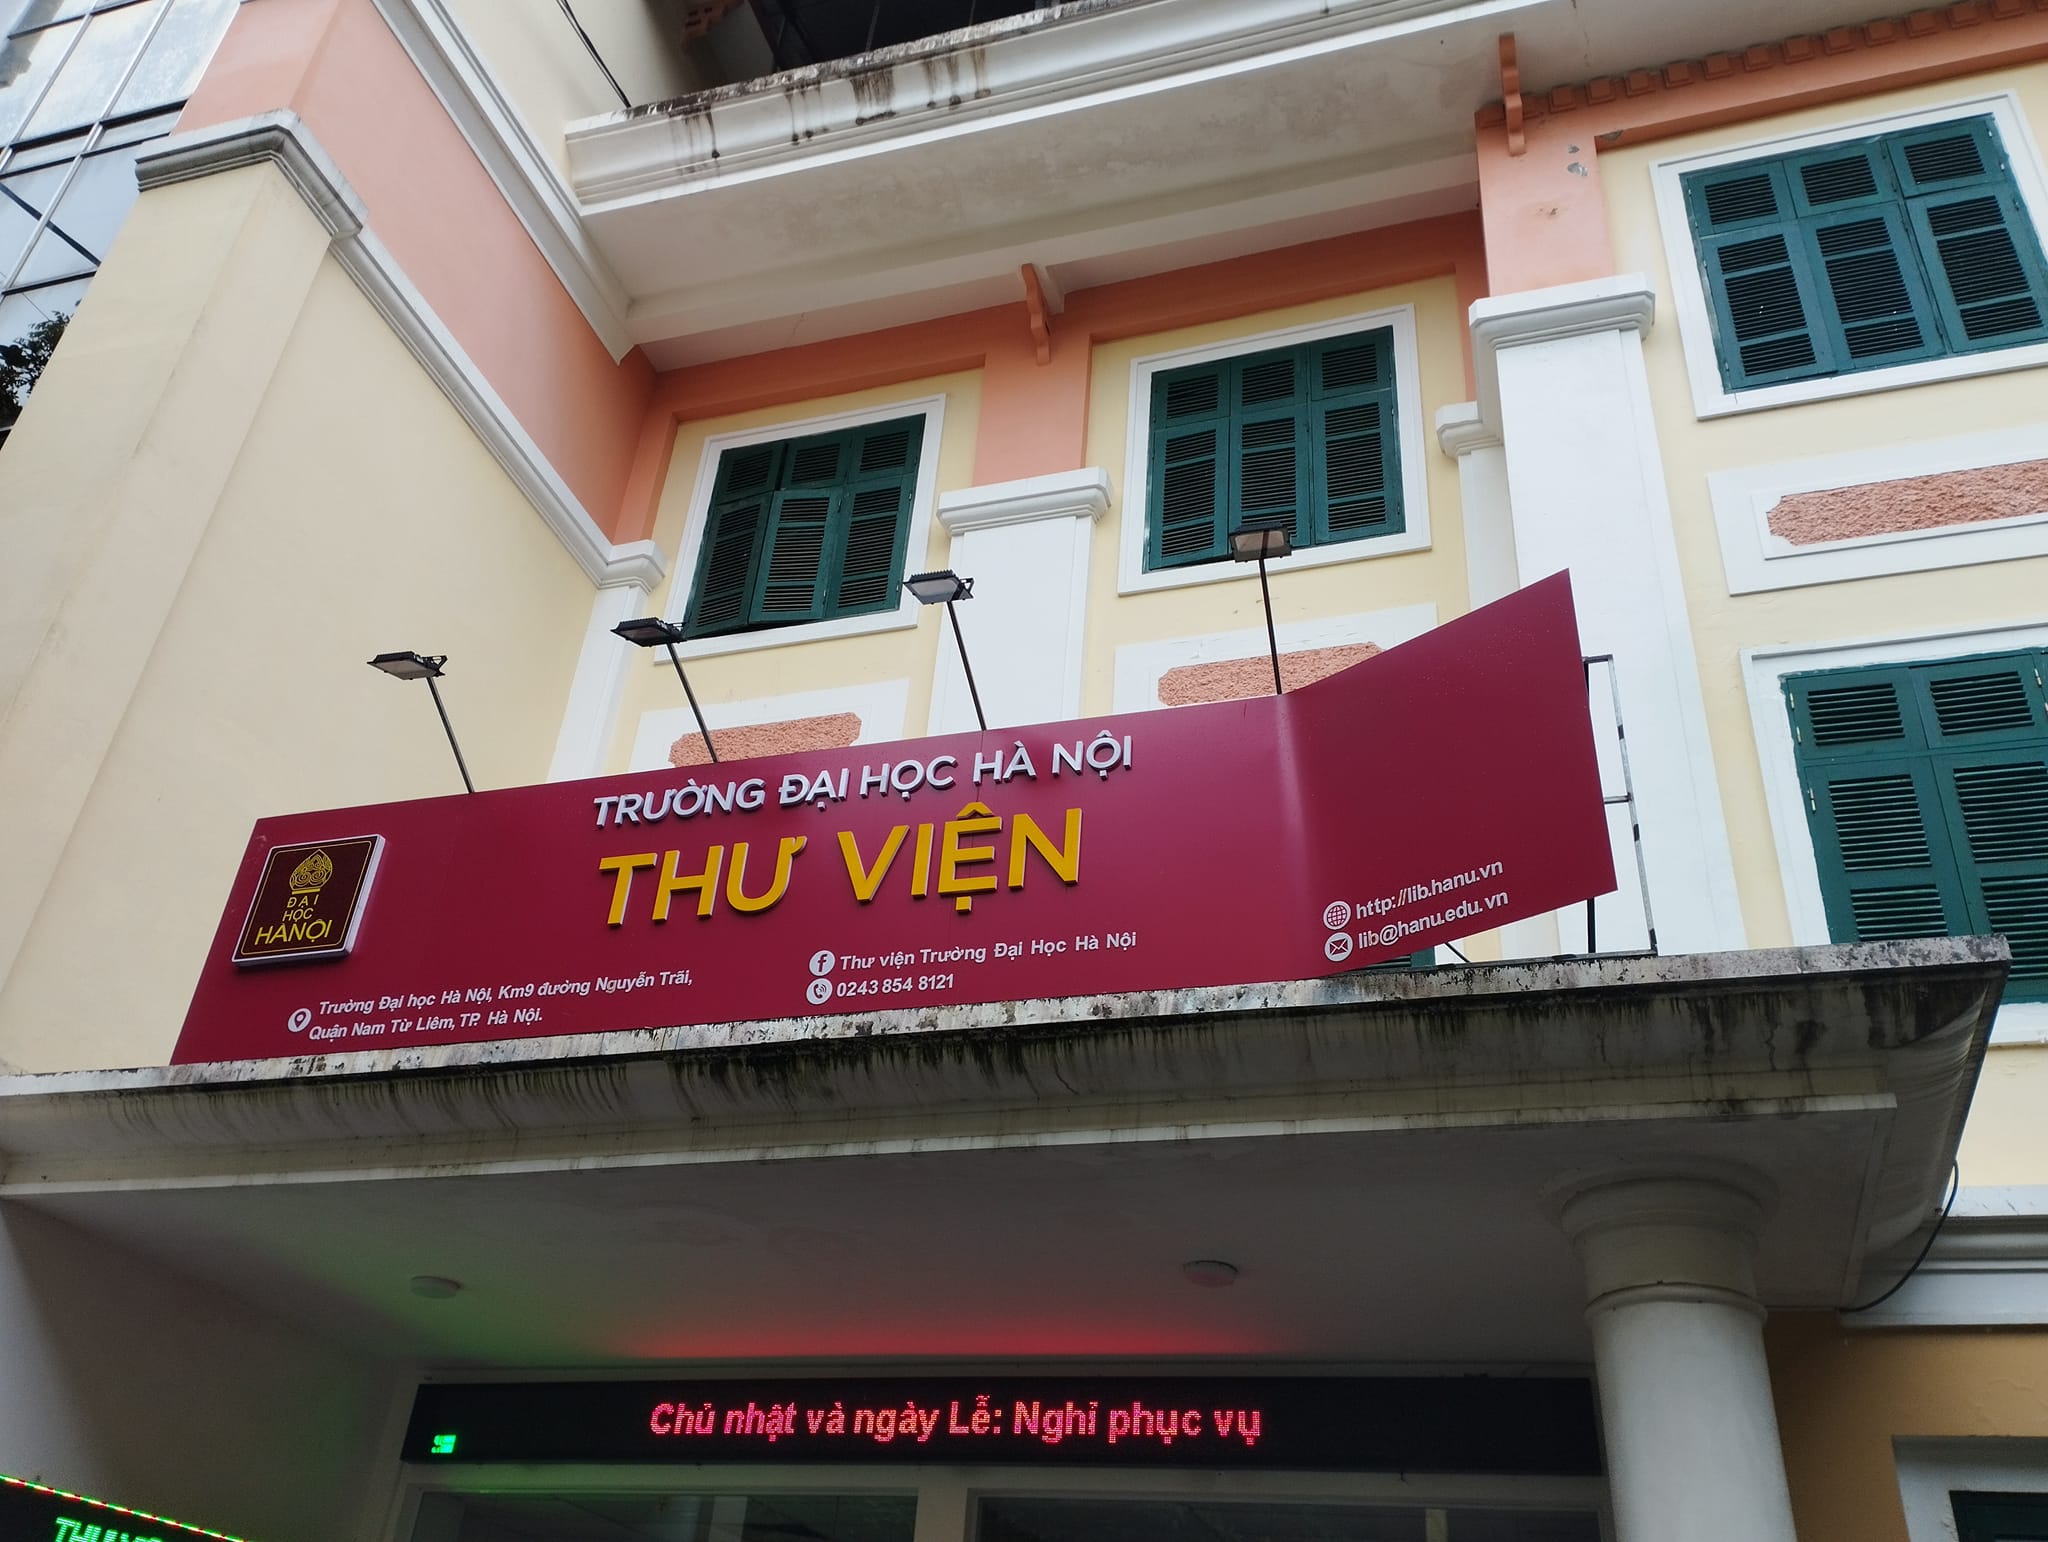 TRƯỜNG ĐẠI HỌC HÀ NỘI
THƯ VIỆN
ĐẠI
HỌC
HÀNỘI
Trường Đại học Hà Nội, Km9 đường Nguyễn Trãi,
Quận Nam Từ Liêm, TP. Hà Nội.
Thư viện Trường Đại Học Hà Nội
0243 854 8121
http://lib.hanu.vn
lib@hanu.edu.vn
Chủ nhật và ngày Lễ: Nghỉ phục vụ
THƯ